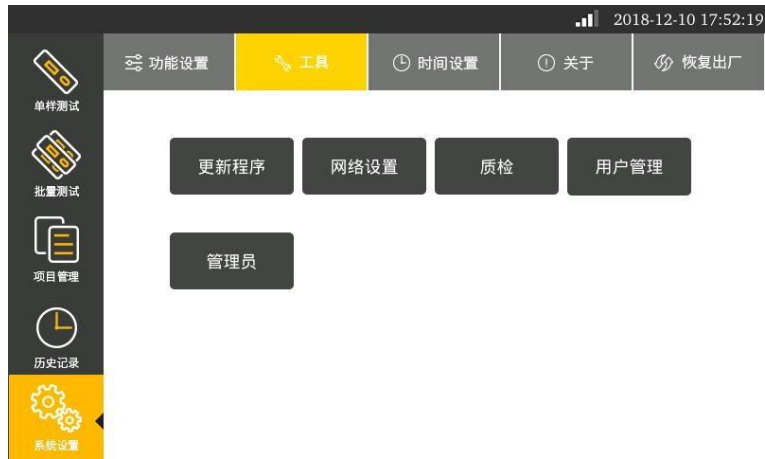 2018-12-10 17:52:19
功能设置
工具
时间设置
关于
恢复出厂
单样测试
批量测试
项目管理
历史记录
系统设置
更新程序
网络设置
质检
用户管理
管理员